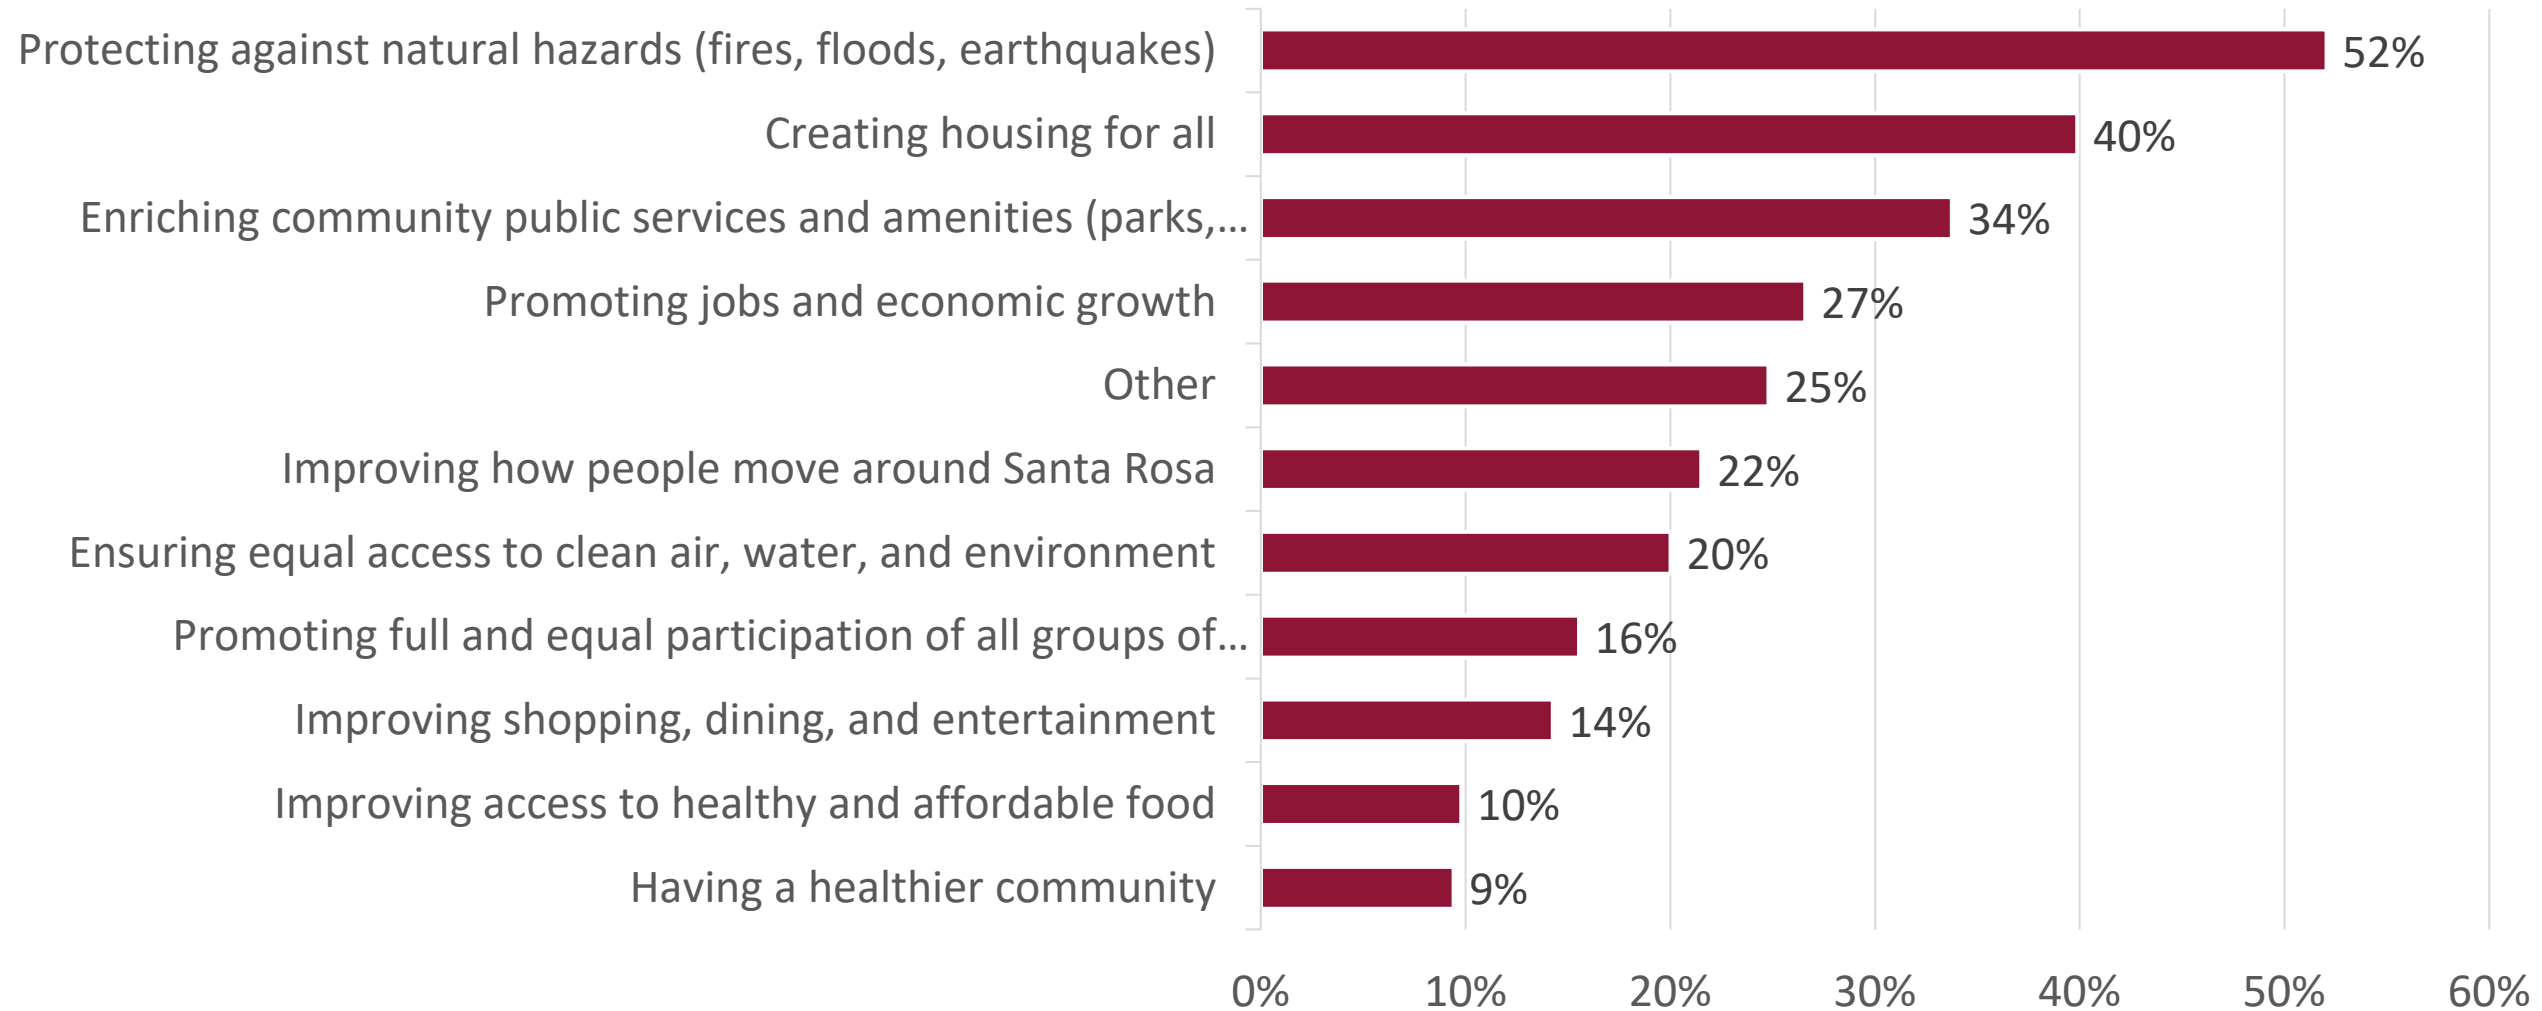 Protecting against natural hazards (fires, floods, earthquakes) 52%
Creating housing for all 40%
Enriching community public services and amenities (parks,... 34%
Promoting jobs and economic growth 27%
Other 25%
Improving how people move around Santa Rosa 22%
Ensuring equal access to clean air, water, and environment 20%
Promoting full and equal participation of all groups of... 16%
Improving shopping, dining, and entertainment 14%
Improving access to healthy and affordable food 10%
Having a healthier community 9%
0% 10% 20% 30% 40% 50% 60%